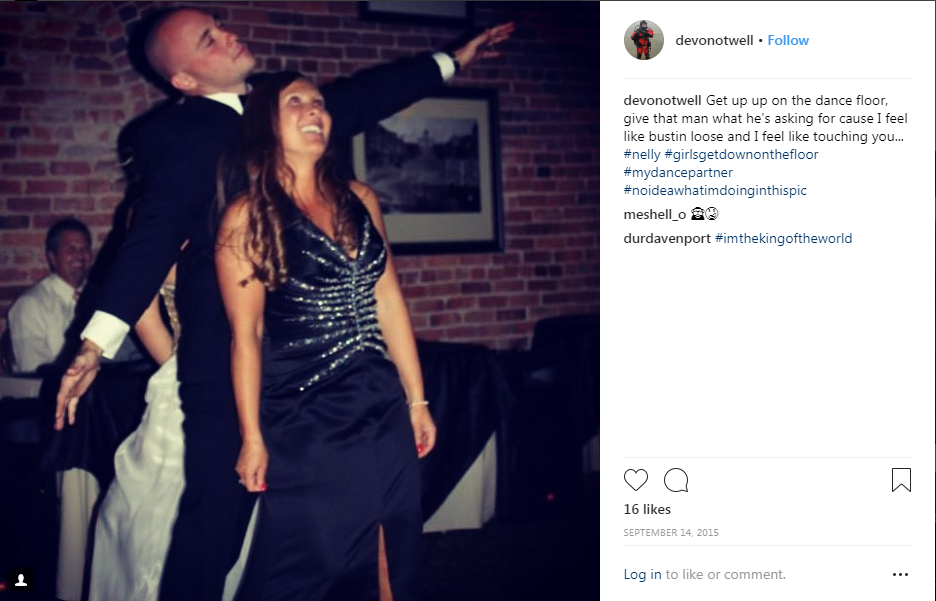 devonotwell • Follow
devonotwell Get up up on the dance floor,
give that man what he's asking for cause I feel
like bustin loose and I feel like touching you...
#nelly #girlsgetdownonthefloor
#mydancepartner
#noideawhatimdoinginthispic
meshell_o
durdavenport #imthekingoftheworld
16 likes
SEPTEMBER 14, 2015
Log in to like or comment.